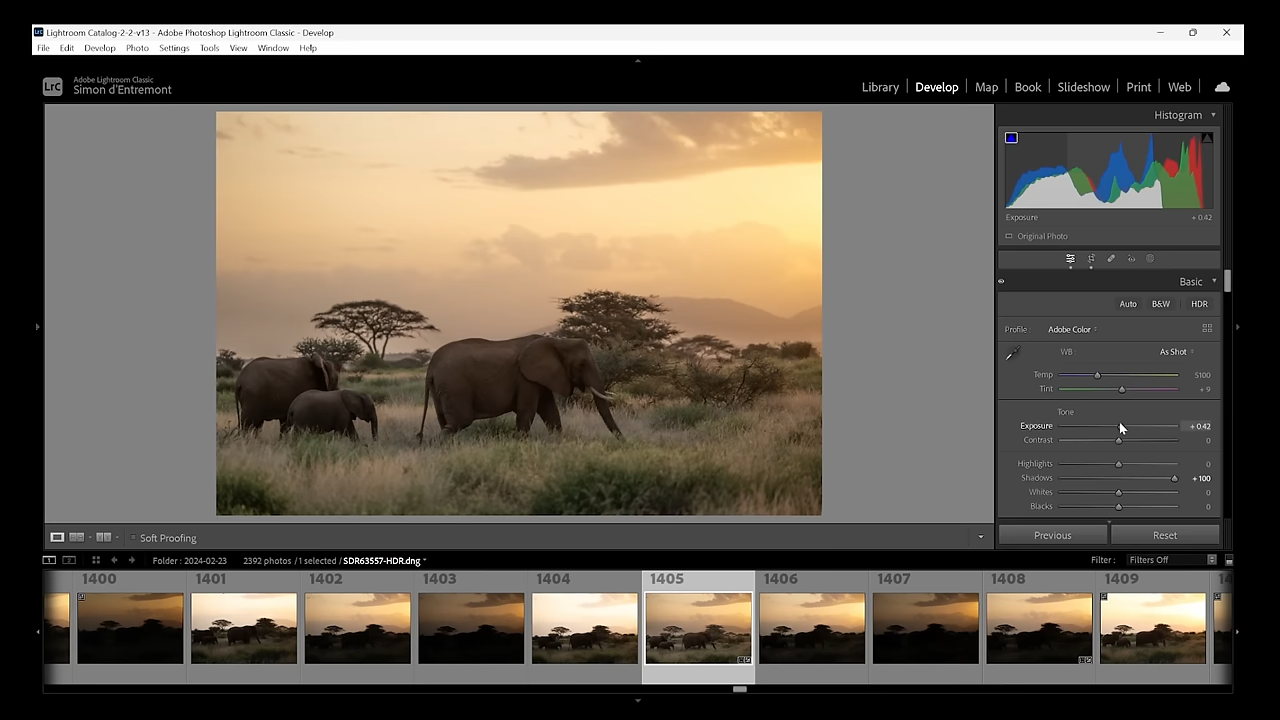 Lightroom Catalog-2-2-v13 - Adobe Photoshop Lightroom Classic - Develop
File Edit Develop Photo Settings Tools View Window Help
LrC
Adobe Lightroom Classic
Simon d'Entremont
Library | Develop | Map | Book | Slideshow | Print | Web |
Histogram
Exposure + 0.42
Original Photo
Basic
Auto B&W HDR
Profile : Adobe Color
WB : As Shot
Temp 5100
Tint + 9
Tone
Exposure + 0.42
Contrast 0
Highlights 0
Shadows + 100
Whites 0
Blacks 0
Previous Reset
Soft Proofing
1 2 Folder : 2024-02-23 2392 photos / 1 selected / SDR63557-HDR.dng Filter : Filters Off
1400 1401 1402 1403 1404 1405 1406 1407 1408 1409 14